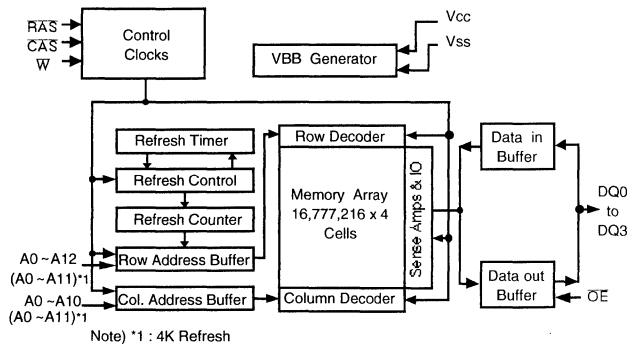 RAS
CAS
W
Control
Clocks
VBB Generator
Vcc
Vss
Refresh Timer
Refresh Control
Refresh Counter
Row Address Buffer
Col. Address Buffer
A0 ~ A12
(A0 ~ A11)*1
A0 ~ A10
(A0 ~ A11)*1
Row Decoder
Memory Array
16,777,216 x 4
Cells
Column Decoder
Sense Amps & IO
Data in
Buffer
Data out
Buffer
DQ0
to
DQ3
OE
Note) *1 : 4K Refresh